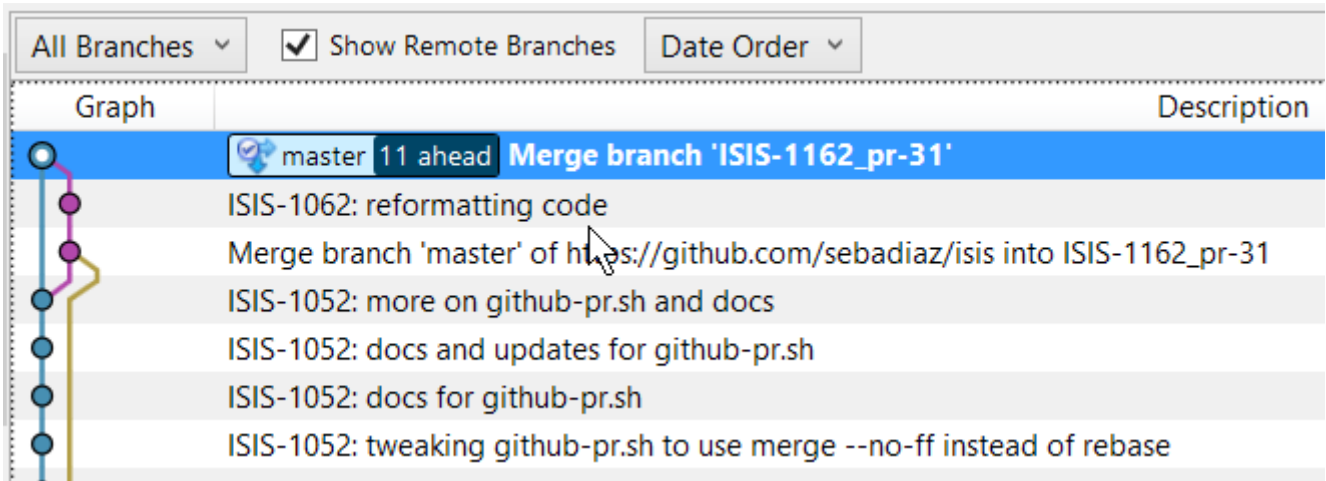 All Branches Show Remote Branches Date Order
Graph Description
master 11 ahead Merge branch 'ISIS-1162_pr-31'
ISIS-1062: reformatting code
Merge branch 'master' of https://github.com/sebadiaz/isis into ISIS-1162_pr-31
ISIS-1052: more on github-pr.sh and docs
ISIS-1052: docs and updates for github-pr.sh
ISIS-1052: docs for github-pr.sh
ISIS-1052: tweaking github-pr.sh to use merge --no-ff instead of rebase